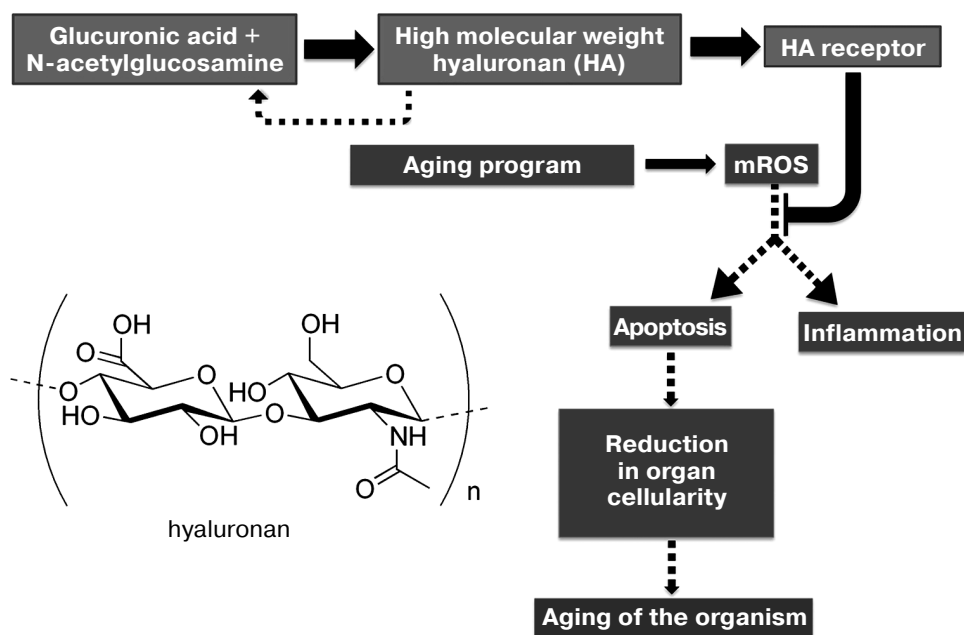 Glucuronic acid +
N-acetylglucosamine
High molecular weight
hyaluronan (HA)
HA receptor
Aging program
mROS
Apoptosis
Inflammation
Reduction
in organ
cellularity
Aging of the organism
OH
O
OH
O
O
HO
O
HO
OH
O
NH
O
n
hyaluronan